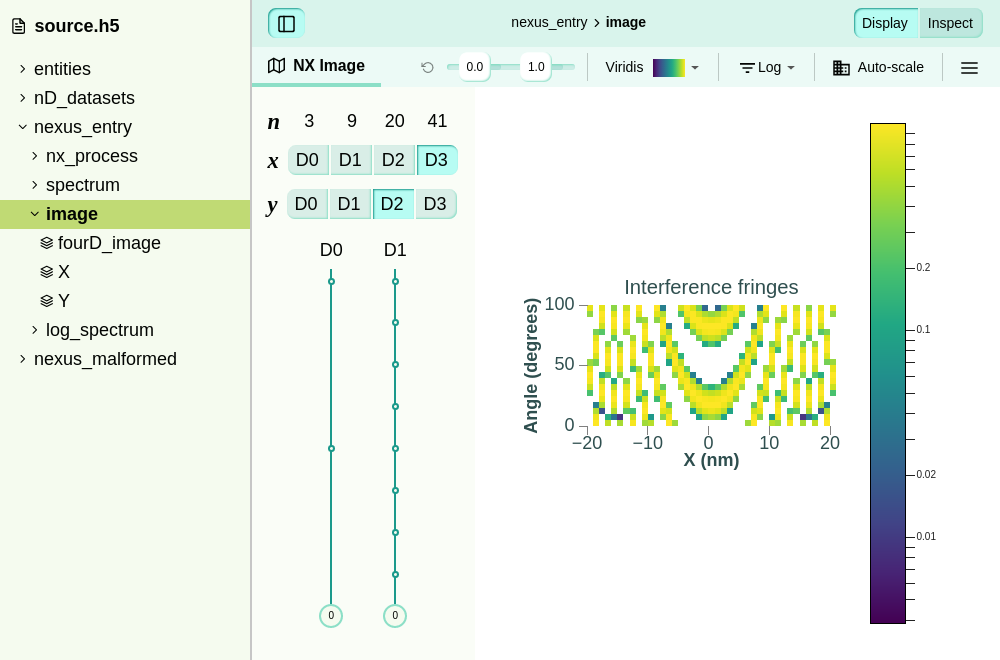 source.h5
nexus_entry › image
Display
Inspect
NX Image
0.0
1.0
Viridis
Log
Auto-scale
entities
nD_datasets
nexus_entry
nx_process
spectrum
image
fourD_image
X
Y
log_spectrum
nexus_malformed
n 3 9 20 41
x D0 D1 D2 D3
y D0 D1 D2 D3
D0 D1
0 0
Interference fringes
Angle (degrees)
100
50
0
−20 −10 0 10 20
X (nm)
0.2
0.1
0.02
0.01